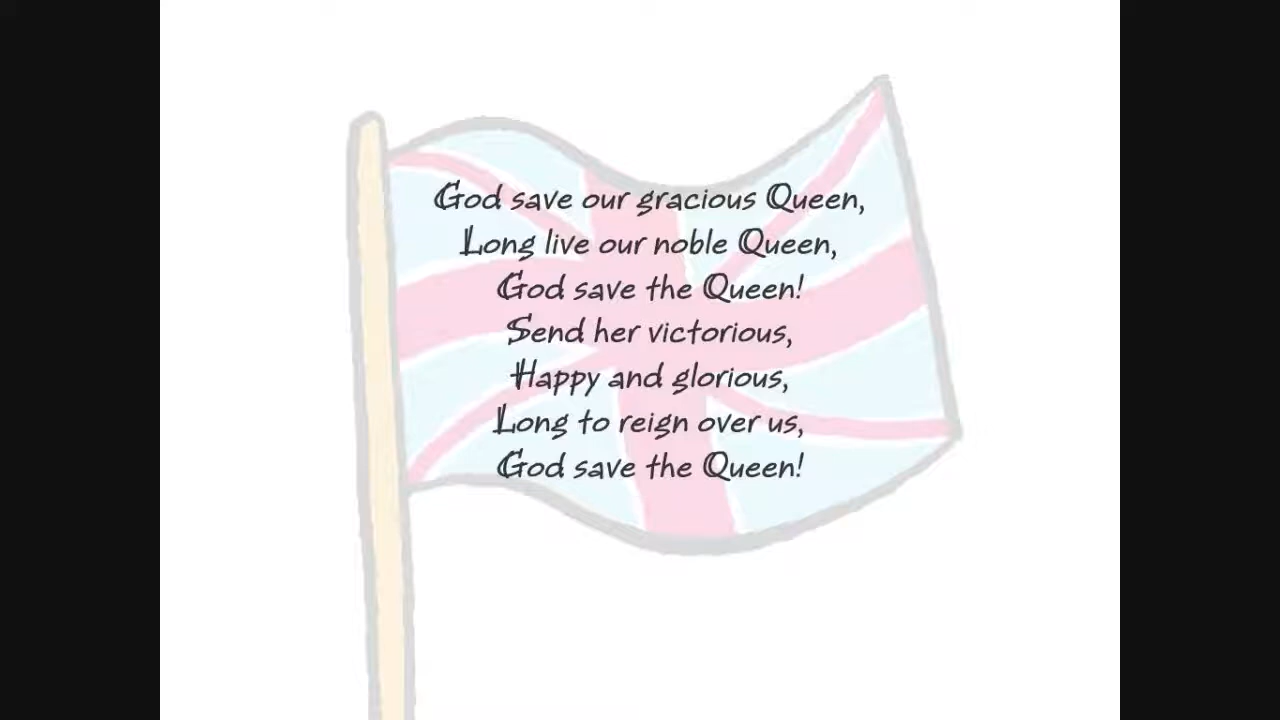 God save our gracious Queen,
Long live our noble Queen,
God save the Queen!
Send her victorious,
Happy and glorious,
Long to reign over us,
God save the Queen!